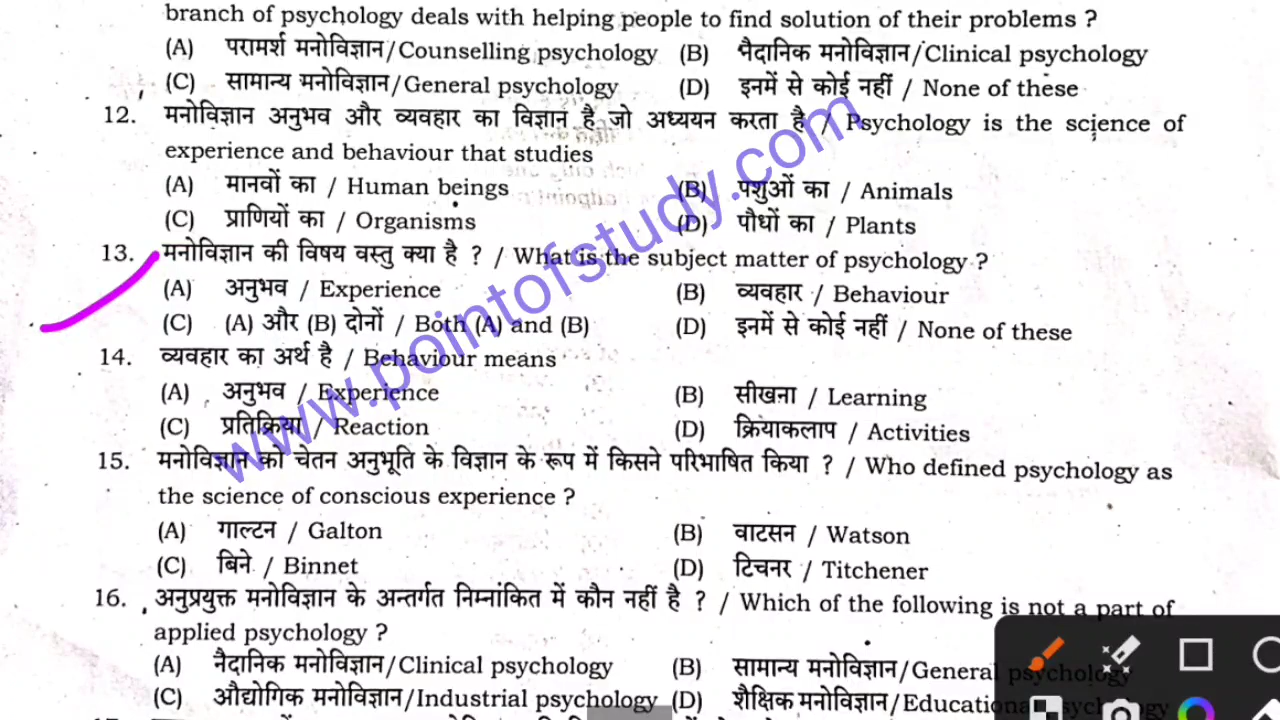 branch of psychology deals with helping people to find solution of their problems ?
(A) परामर्श मनोविज्ञान/Counselling psychology (B) नैदानिक मनोविज्ञान/Clinical psychology
(C) सामान्य मनोविज्ञान/General psychology (D) इनमें से कोई नहीं / None of these
12. मनोविज्ञान अनुभव और व्यवहार का विज्ञान है जो अध्ययन करता है / Psychology is the science of
experience and behaviour that studies
(A) मानवों का / Human beings (B) पशुओं का / Animals
(C) प्राणियों का / Organisms (D) पौधों का / Plants
13. मनोविज्ञान की विषय वस्तु क्या है ? / What is the subject matter of psychology ?
(A) अनुभव / Experience (B) व्यवहार / Behaviour
(C) (A) और (B) दोनों / Both (A) and (B) (D) इनमें से कोई नहीं / None of these
14. व्यवहार का अर्थ है / Behaviour means
(A) अनुभव / Experience (B) सीखना / Learning
(C) प्रतिक्रिया / Reaction (D) क्रियाकलाप / Activities
15. मनोविज्ञान को चेतन अनुभूति के विज्ञान के रूप में किसने परिभाषित किया ? / Who defined psychology as
the science of conscious experience ?
(A) गाल्टन / Galton (B) वाटसन / Watson
(C) बिने / Binnet (D) टिचनर / Titchener
16. अनुप्रयुक्त मनोविज्ञान के अन्तर्गत निम्नांकित में कौन नहीं है ? / Which of the following is not a part of
applied psychology ?
(A) नैदानिक मनोविज्ञान/Clinical psychology (B) सामान्य मनोविज्ञान/General psychology
(C) औद्योगिक मनोविज्ञान/Industrial psychology (D) शैक्षिक मनोविज्ञान/Educational psychology
www.pointofstudy.com